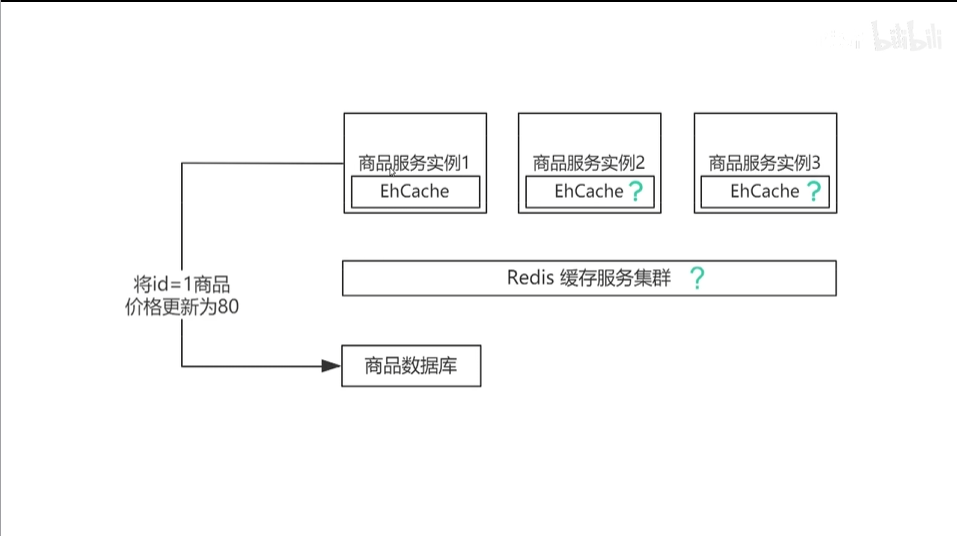 bilibili
商品服务实例1
EhCache
商品服务实例2
EhCache ?
商品服务实例3
EhCache ?
Redis 缓存服务集群 ?
将id=1商品
价格更新为80
商品数据库